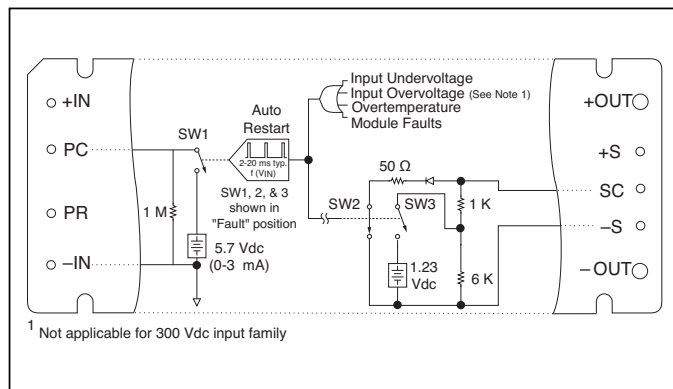 Input Undervoltage
Input Overvoltage (See Note 1)
Overtemperature
Module Faults
+IN
PC
PR
–IN
SW1
Auto
Restart
2-20 ms typ.
f (VIN)
SW1, 2, & 3
shown in
"Fault" position
1 M
5.7 Vdc
(0-3 mA)
50 Ω
SW2
SW3
1 K
1.23
Vdc
6 K
+OUT
+S
SC
–S
–OUT
1 Not applicable for 300 Vdc input family